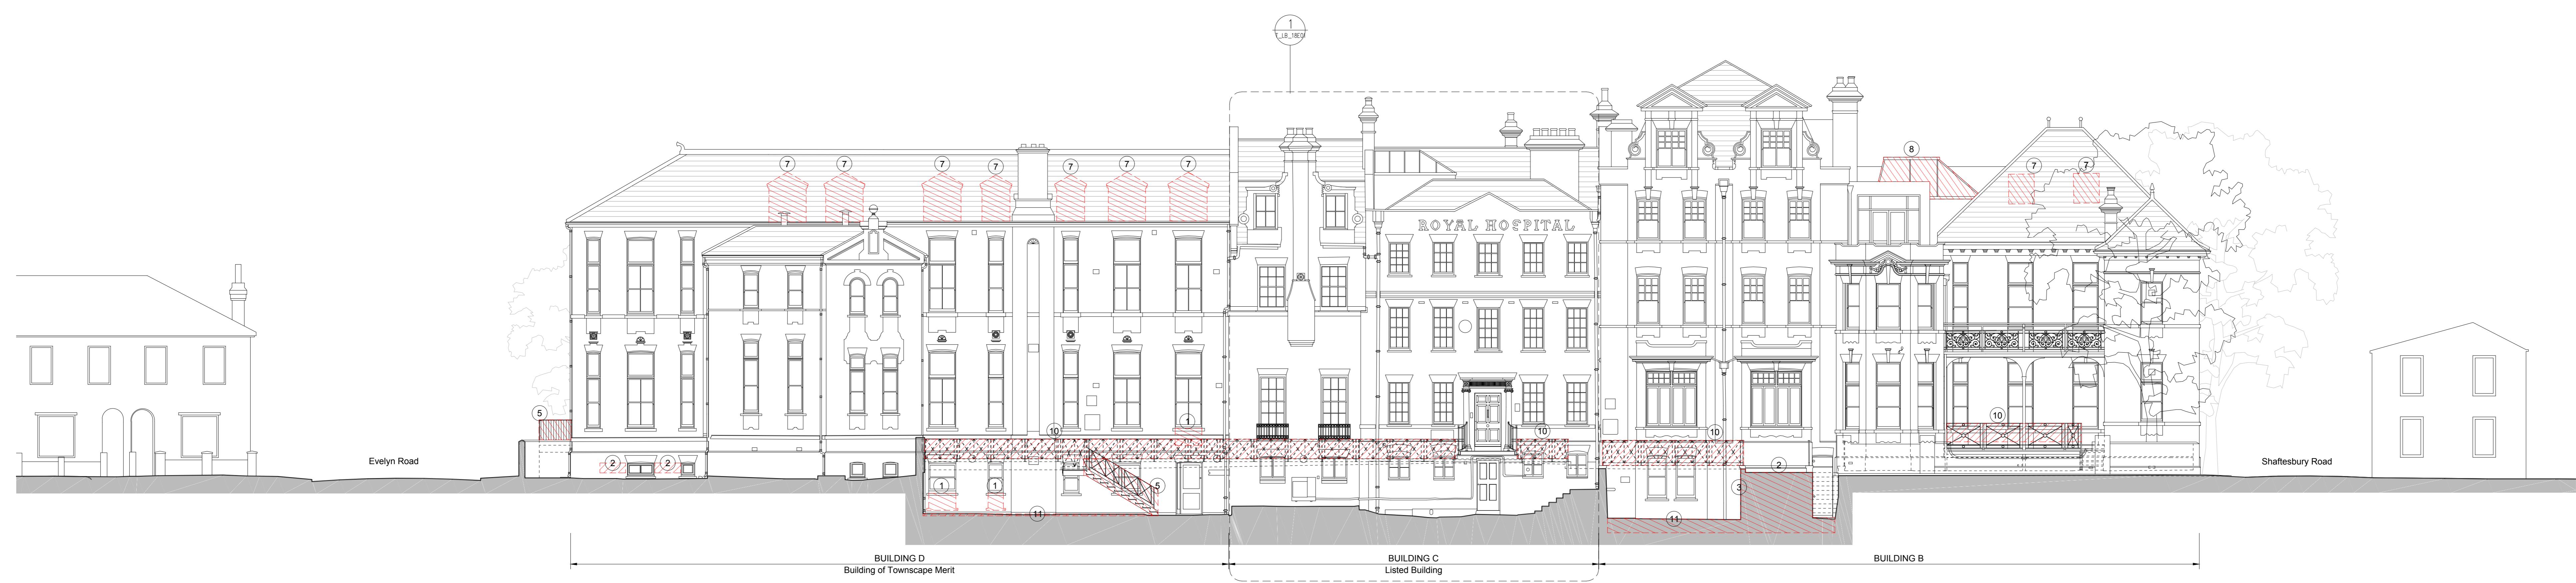 1
T_LB_18E01
7
7
7
7
7
7
7
8
7
7
ROYAL HOSPITAL
5
1
10
10
10
10
Evelyn Road
2
2
2
Shaftesbury Road
1
1
5
3
11
11
BUILDING D
Building of Townscape Merit
BUILDING C
Listed Building
BUILDING B